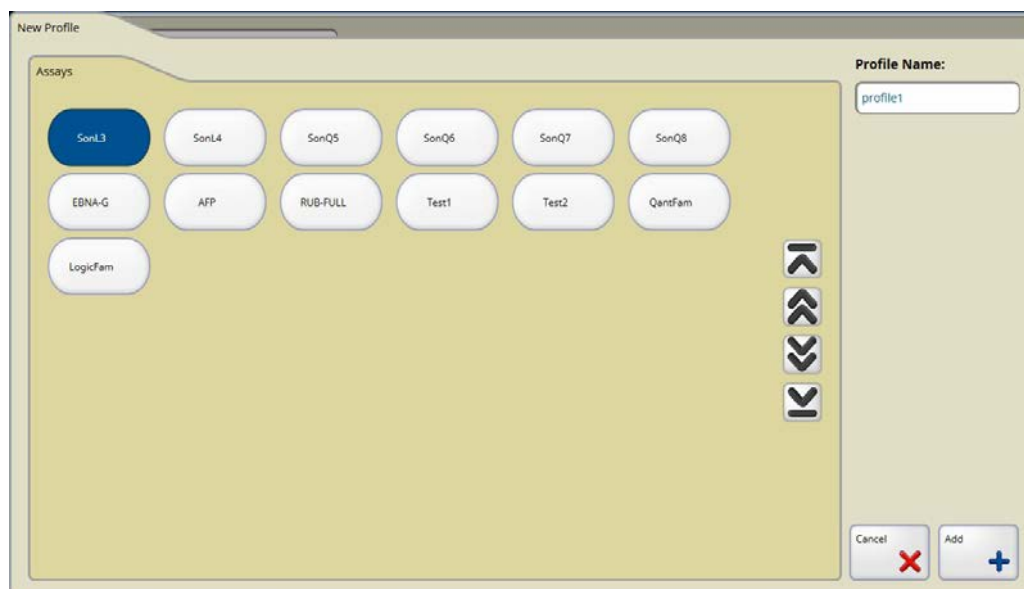 New Profile
Assays
Profile Name:
profile1
SonL3 SonL4 SonQ5 SonQ6 SonQ7 SonQ8
EBNA-G AFP RUB-FULL Test1 Test2 QantFam
LogicFam
Cancel Add